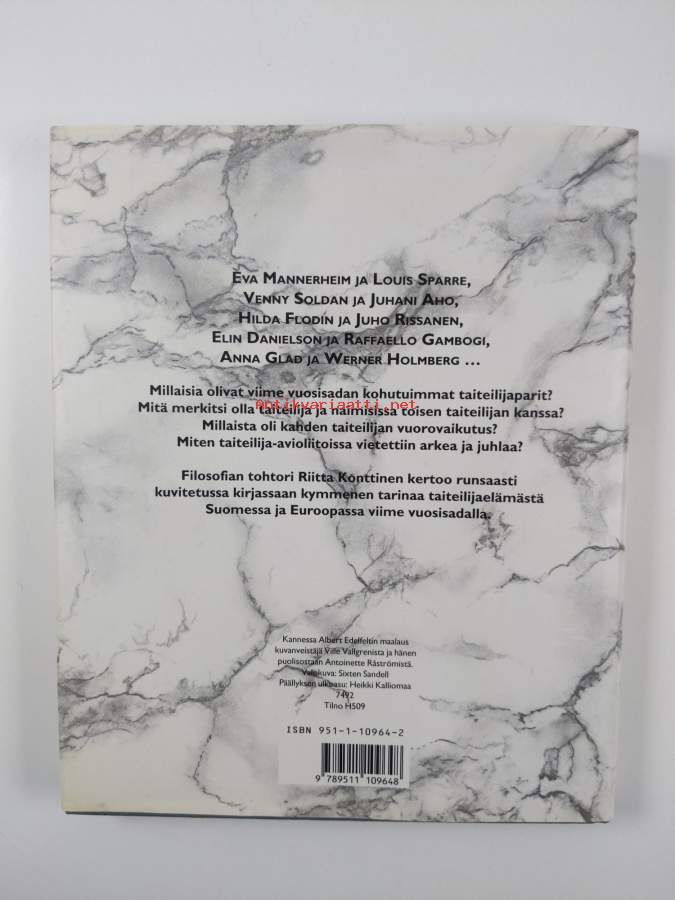 EVA MANNERHEIM JA LOUIS SPARRE,
VENNY SOLDAN JA JUHANI AHO,
HILDA FLODIN JA JUHO RISSANEN,
ELIN DANIELSON JA RAFFAELLO GAMBOGI,
ANNA GLAD JA WERNER HOLMBERG ...
Millaisia olivat viime vuosisadan kohutuimmat taiteilijaparit?
antikvariaatti.net
Mitä merkitsi olla taiteilija ja naimisissa toisen taiteilijan kanssa?
Millaista oli kahden taiteilijan vuorovaikutus?
Miten taiteilija-avioliitoissa vietettiin arkea ja juhlaa?
Filosofian tohtori Riitta Konttinen kertoo runsaasti
kuvitetussa kirjassaan kymmenen tarinaa taiteilijaelämästä
Suomessa ja Euroopassa viime vuosisadalla.
Kannessa Albert Edelfeltin maalaus
kuvanveistäjä Ville Vallgrenista ja hänen
puolisostaan Antoinette Råströmistä.
Valokuva: Sixten Sandell
Päällyksen ulkoasu: Heikki Kalliomaa
7492
Tilno H509
ISBN 951-1-10964-2
9 789511 109648